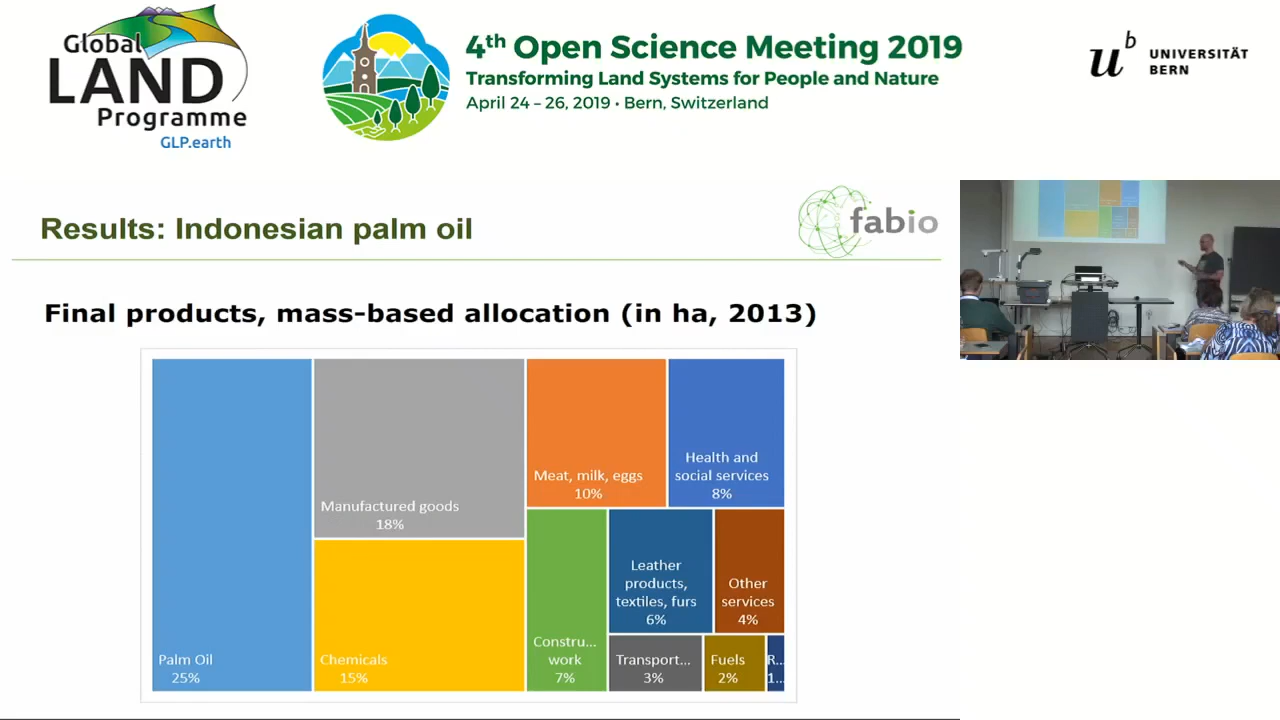 Global
LAND
Programme
GLP.earth
4th Open Science Meeting 2019
Transforming Land Systems for People and Nature
April 24 – 26, 2019 • Bern, Switzerland
u b
UNIVERSITÄT
BERN
Results: Indonesian palm oil
fabio
Final products, mass-based allocation (in ha, 2013)
Palm Oil
25%
Manufactured goods
18%
Chemicals
15%
Meat, milk, eggs
10%
Health and
social services
8%
Constru...
work
7%
Leather
products,
textiles, furs
6%
Other
services
4%
Transport...
3%
Fuels
2%
R...
1...